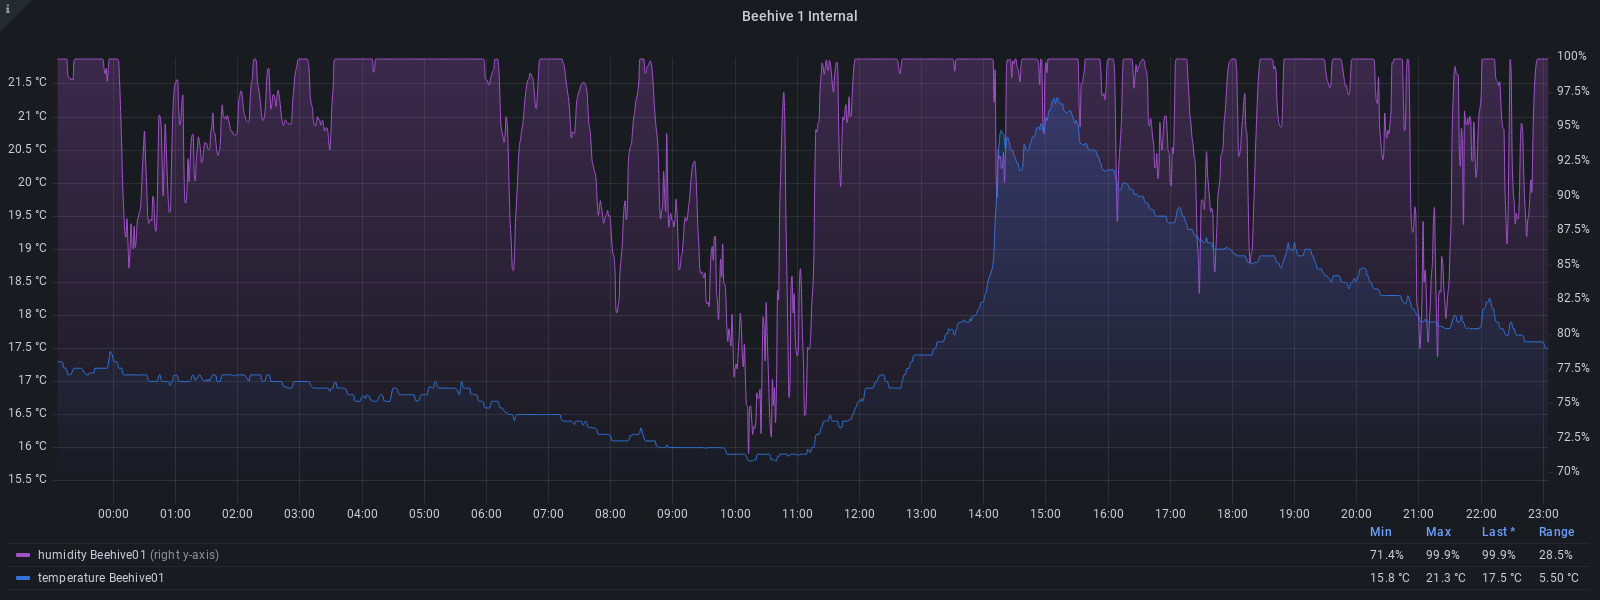 i
Beehive 1 Internal
21.5 °C
21 °C
20.5 °C
20 °C
19.5 °C
19 °C
18.5 °C
18 °C
17.5 °C
17 °C
16.5 °C
16 °C
15.5 °C
100%
97.5%
95%
92.5%
90%
87.5%
85%
82.5%
80%
77.5%
75%
72.5%
70%
00:00 01:00 02:00 03:00 04:00 05:00 06:00 07:00 08:00 09:00 10:00 11:00 12:00 13:00 14:00 15:00 16:00 17:00 18:00 19:00 20:00 21:00 22:00 23:00
Min Max Last * Range
humidity Beehive01 (right y-axis) 71.4% 99.9% 99.9% 28.5%
temperature Beehive01 15.8 °C 21.3 °C 17.5 °C 5.50 °C